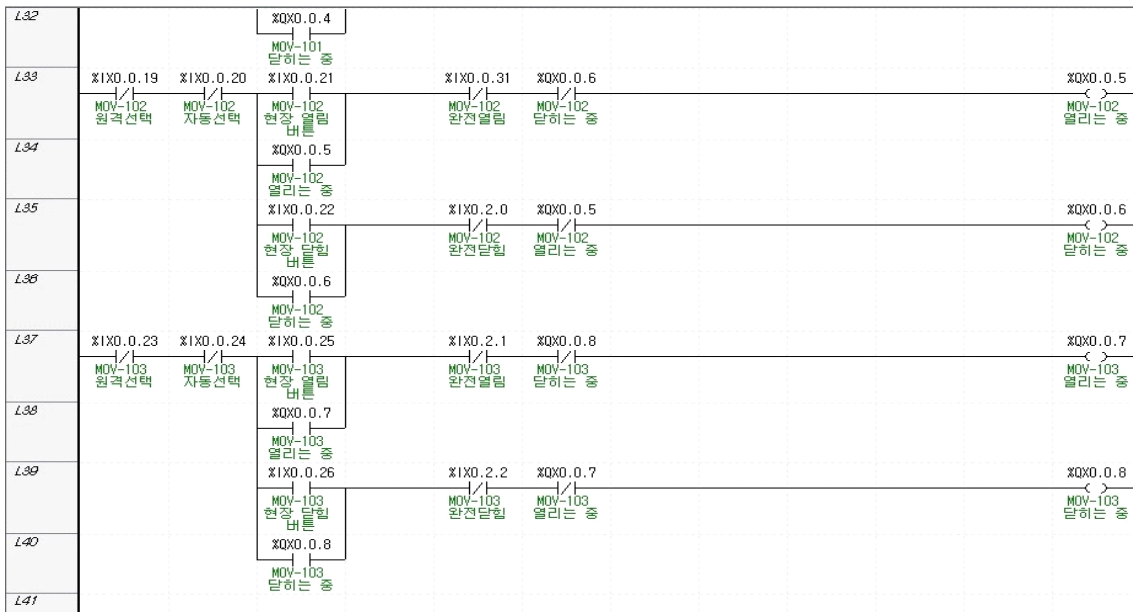 L32
%QX0.0.4
MOV-101
닫히는 중
L33
%IX0.0.19 %IX0.0.20 %IX0.0.21 %IX0.0.31 %QX0.0.6 %QX0.0.5
MOV-102 MOV-102 MOV-102 MOV-102 MOV-102 MOV-102
원격선택 자동선택 현장 열림 완전열림 닫히는 중 열리는 중
버튼
L34
%QX0.0.5
MOV-102
열리는 중
L35
%IX0.0.22 %IX0.2.0 %QX0.0.5 %QX0.0.6
MOV-102 MOV-102 MOV-102 MOV-102
현장 닫힘 완전닫힘 열리는 중 닫히는 중
버튼
L36
%QX0.0.6
MOV-102
닫히는 중
L37
%IX0.0.23 %IX0.0.24 %IX0.0.25 %IX0.2.1 %QX0.0.8 %QX0.0.7
MOV-103 MOV-103 MOV-103 MOV-103 MOV-103 MOV-103
원격선택 자동선택 현장 열림 완전열림 닫히는 중 열리는 중
버튼
L38
%QX0.0.7
MOV-103
열리는 중
L39
%IX0.0.26 %IX0.2.2 %QX0.0.7 %QX0.0.8
MOV-103 MOV-103 MOV-103 MOV-103
현장 닫힘 완전닫힘 열리는 중 닫히는 중
버튼
L40
%QX0.0.8
MOV-103
닫히는 중
L41